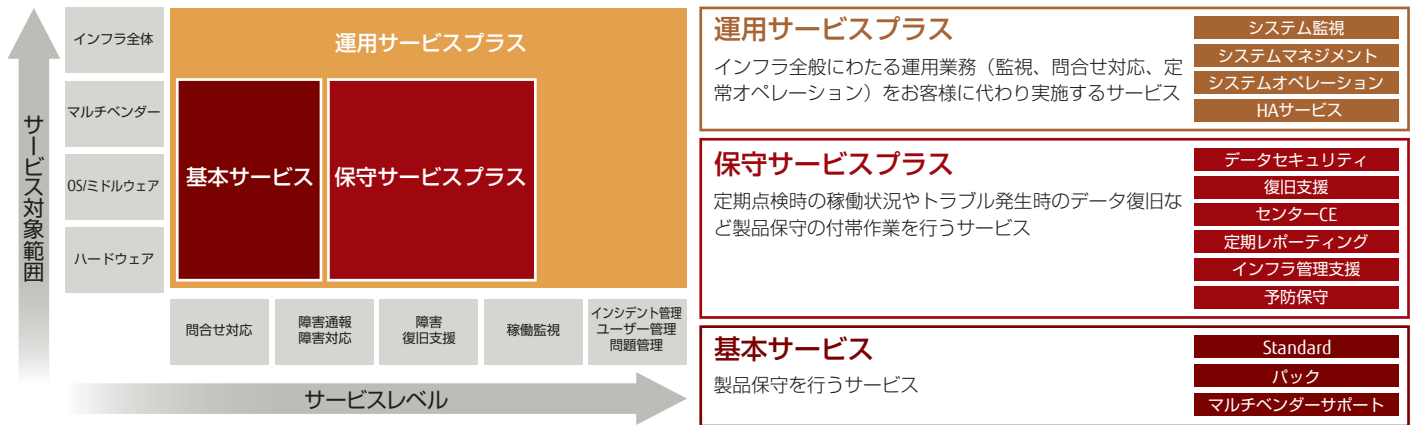 サービス対象範囲
インフラ全体
マルチベンダー
OS/ミドルウェア
ハードウェア
運用サービスプラス
基本サービス
保守サービスプラス
問合せ対応
障害通報
障害対応
障害
復旧支援
稼働監視
インシデント管理
ユーザー管理
問題管理
サービスレベル
運用サービスプラス
インフラ全般にわたる運用業務（監視、問合せ対応、定
常オペレーション）をお客様に代わり実施するサービス
システム監視
システムマネジメント
システムオペレーション
HAサービス
保守サービスプラス
定期点検時の稼働状況やトラブル発生時のデータ復旧な
ど製品保守の付帯作業を行うサービス
データセキュリティ
復旧支援
センターCE
定期レポーティング
インフラ管理支援
予防保守
基本サービス
製品保守を行うサービス
Standard
パック
マルチベンダーサポート